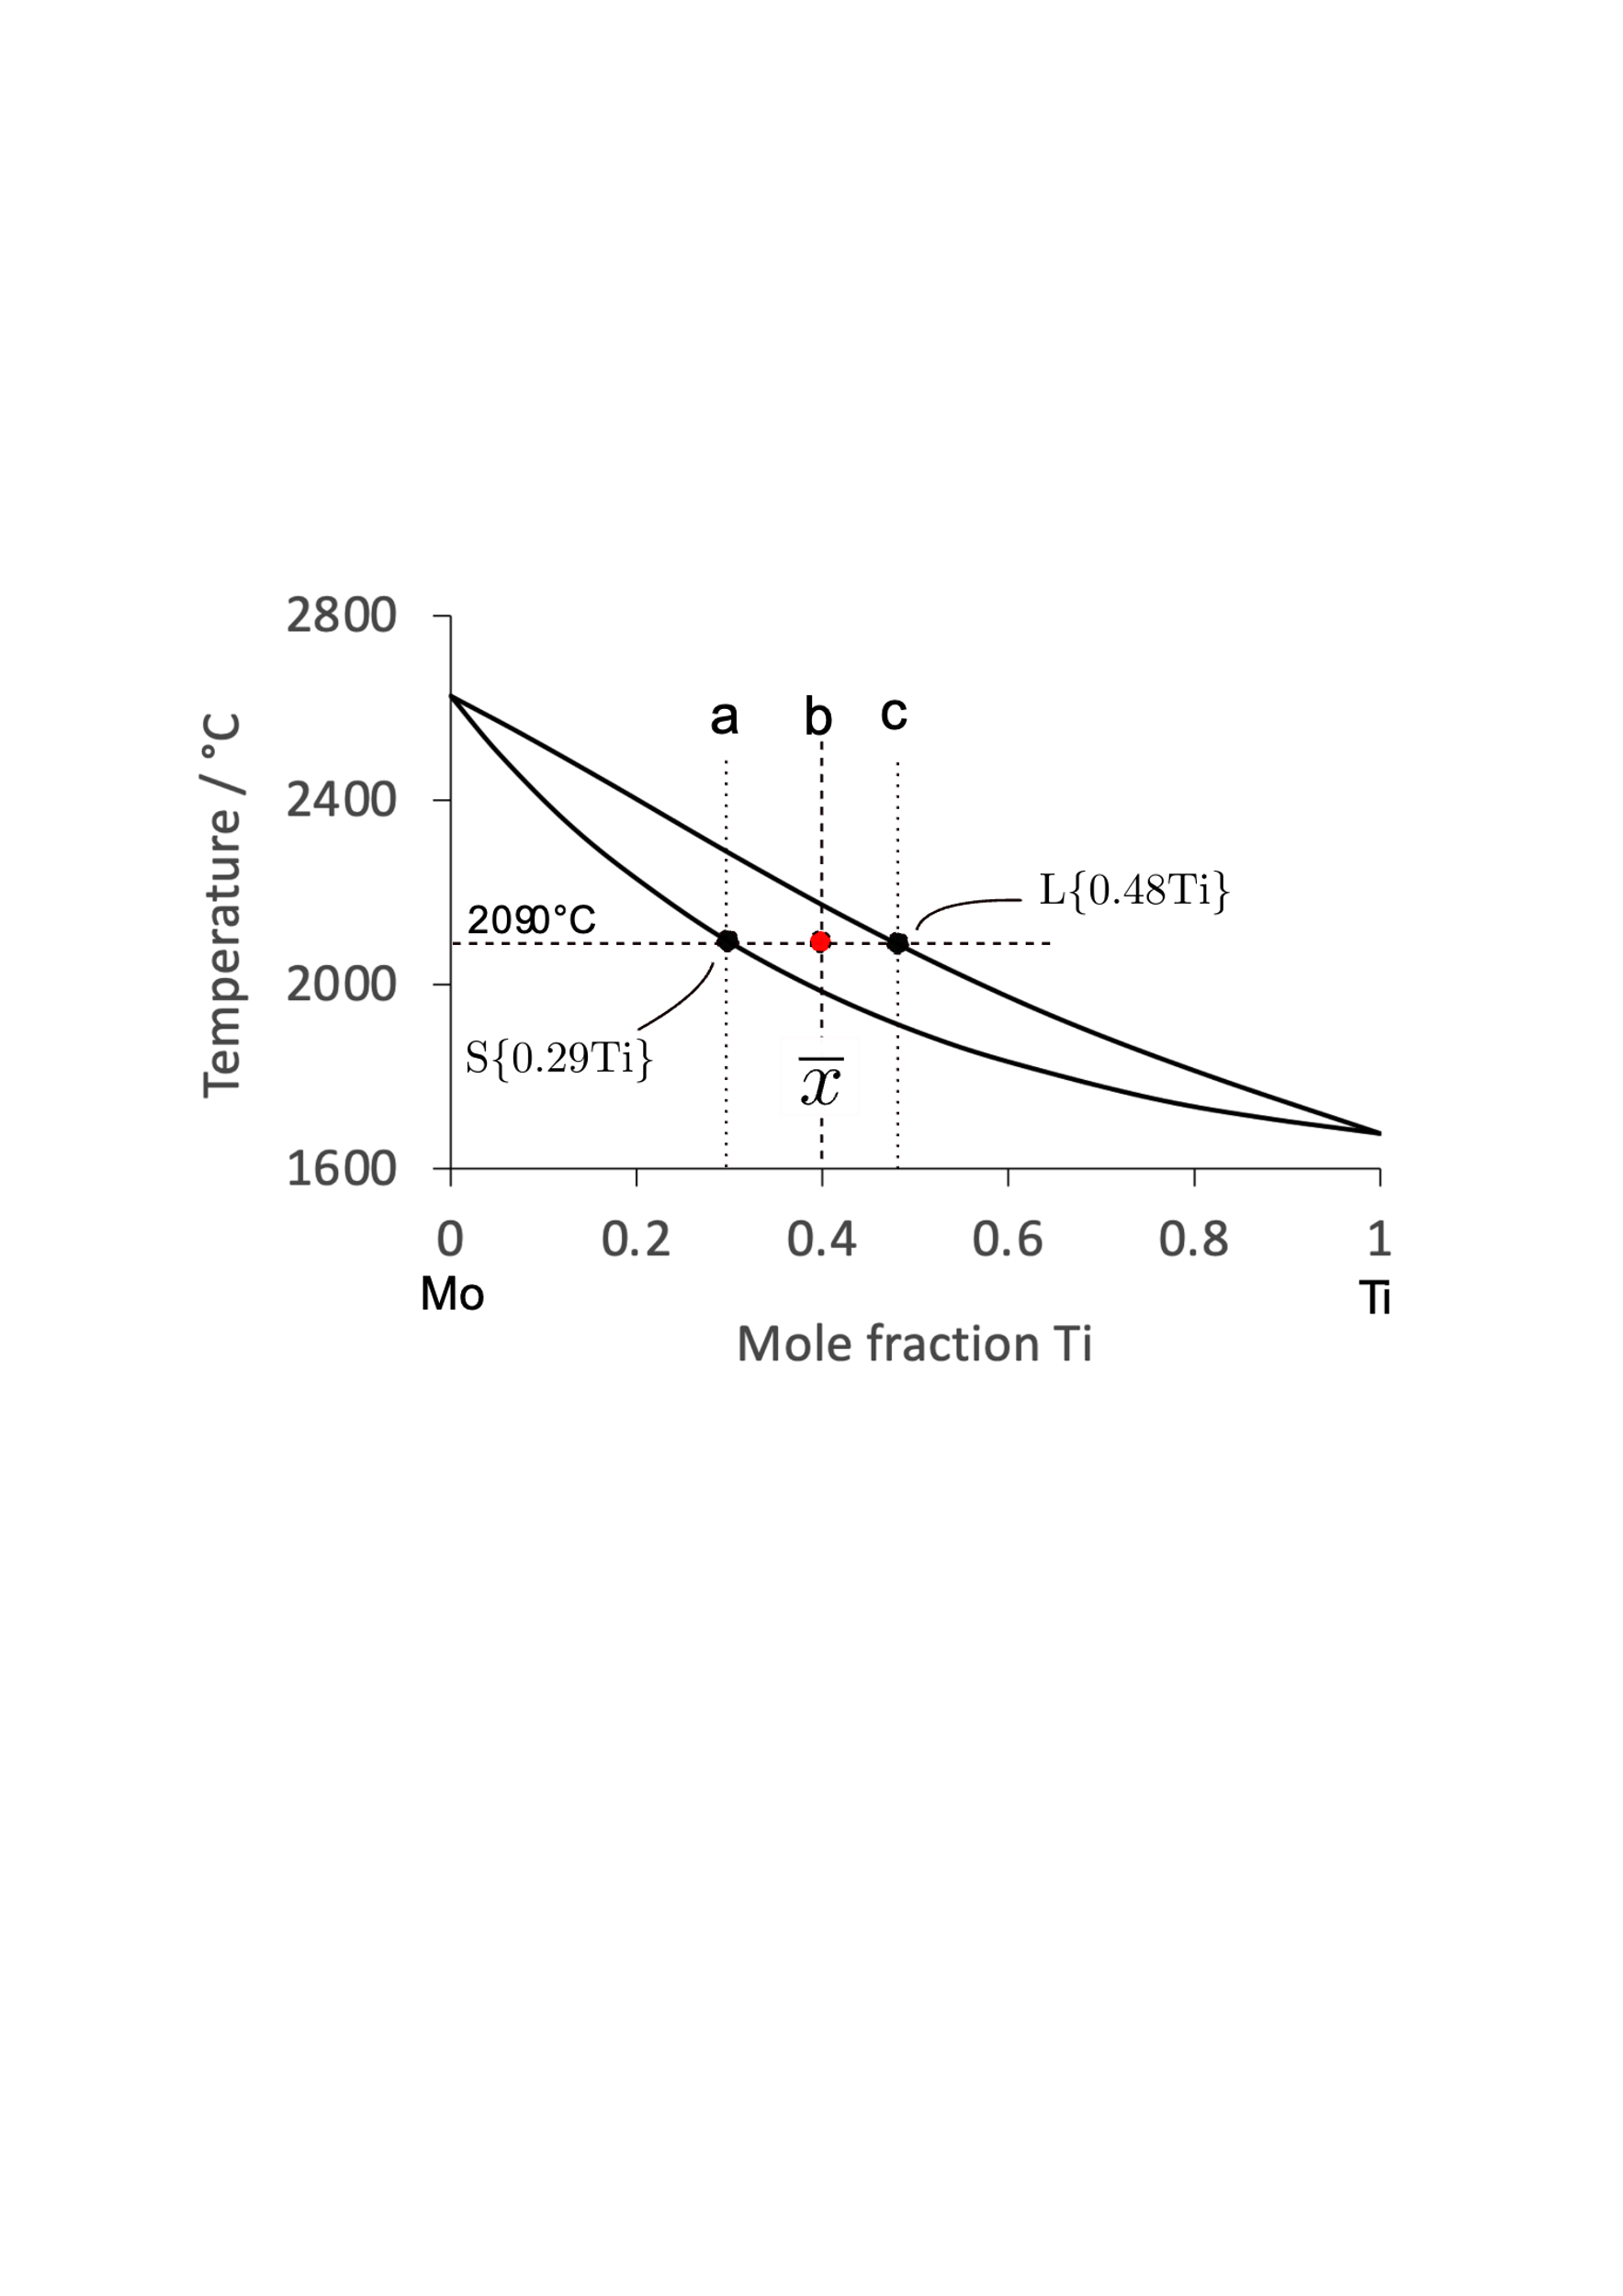 2800
a b c
2400
L{0.48Ti}
2090°C
2000
S{0.29Ti}
x̅
1600
Temperature / °C
0 0.2 0.4 0.6 0.8 1
Mo Ti
Mole fraction Ti